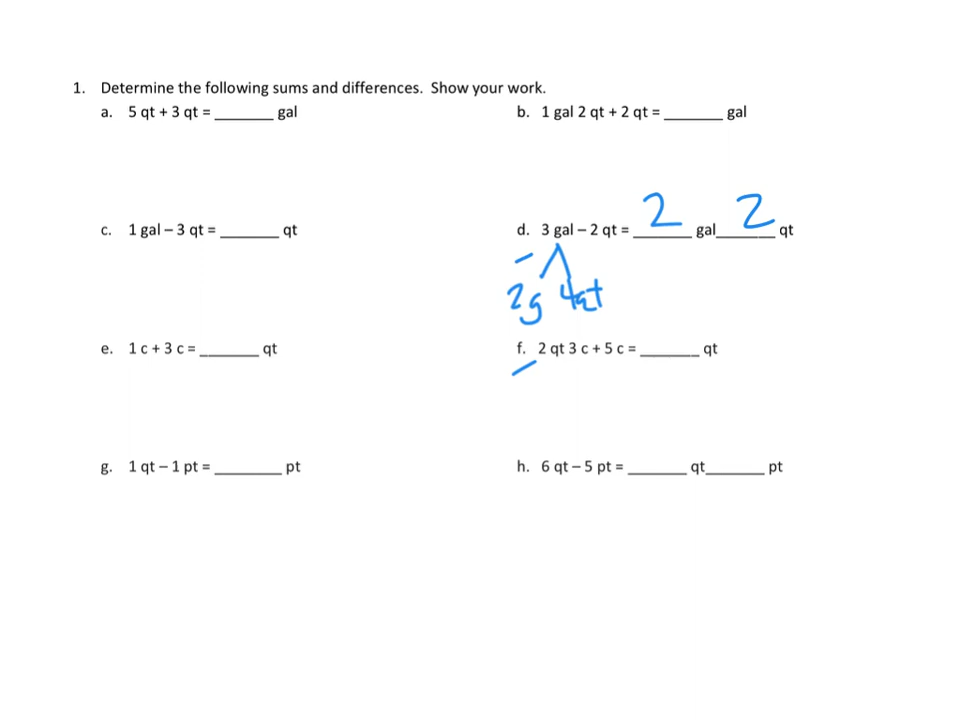 1. Determine the following sums and differences. Show your work.
a. 5 qt + 3 qt = _______ gal
b. 1 gal 2 qt + 2 qt = _______ gal
c. 1 gal – 3 qt = _______ qt
d. 3 gal – 2 qt = 2 gal 2 qt
2g 4qt
e. 1 c + 3 c = _______ qt
f. 2 qt 3 c + 5 c = _______ qt
g. 1 qt – 1 pt = ________ pt
h. 6 qt – 5 pt = _______ qt_______ pt